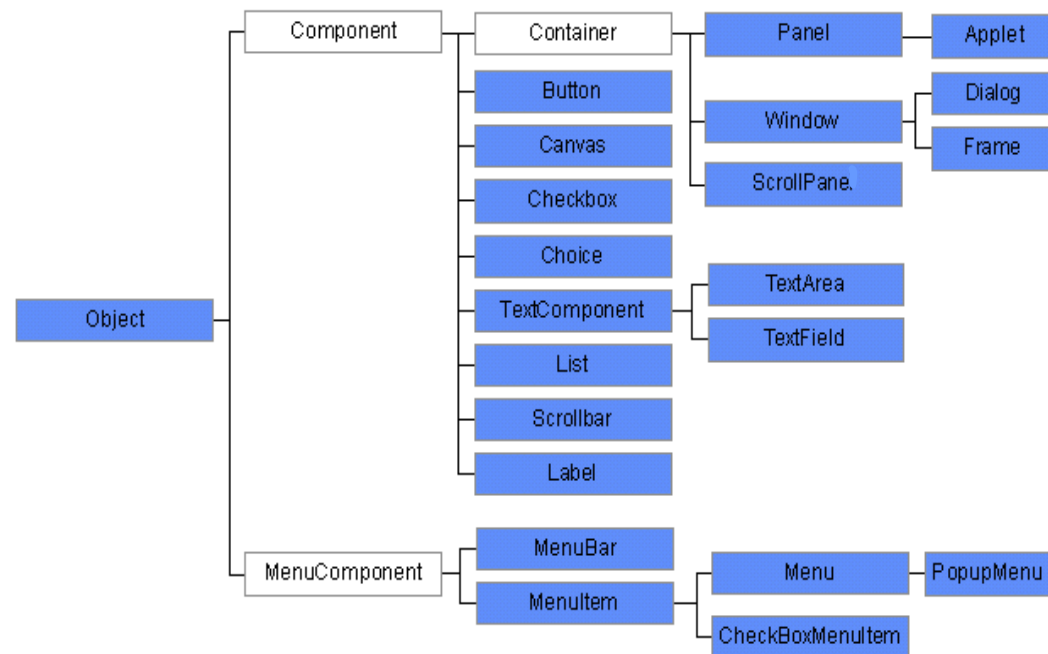 Component
Container
Panel
Applet
Button
Dialog
Window
Canvas
Frame
ScrollPane.
Checkbox
Choice
TextArea
Object
TextComponent
TextField
List
Scrollbar
Label
MenuBar
MenuComponent
Menu
PopupMenu
MenuItem
CheckBoxMenuItem